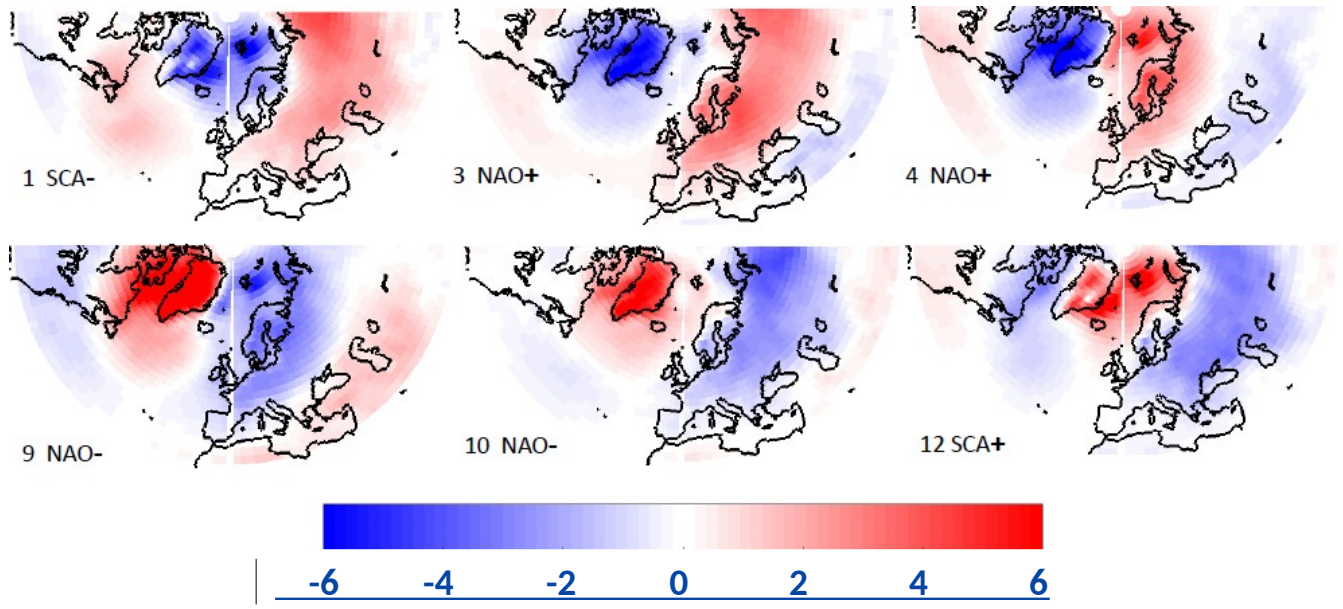 1 SCA-
3 NAO+
4 NAO+
9 NAO-
10 NAO-
12 SCA+
-6 -4 -2 0 2 4 6